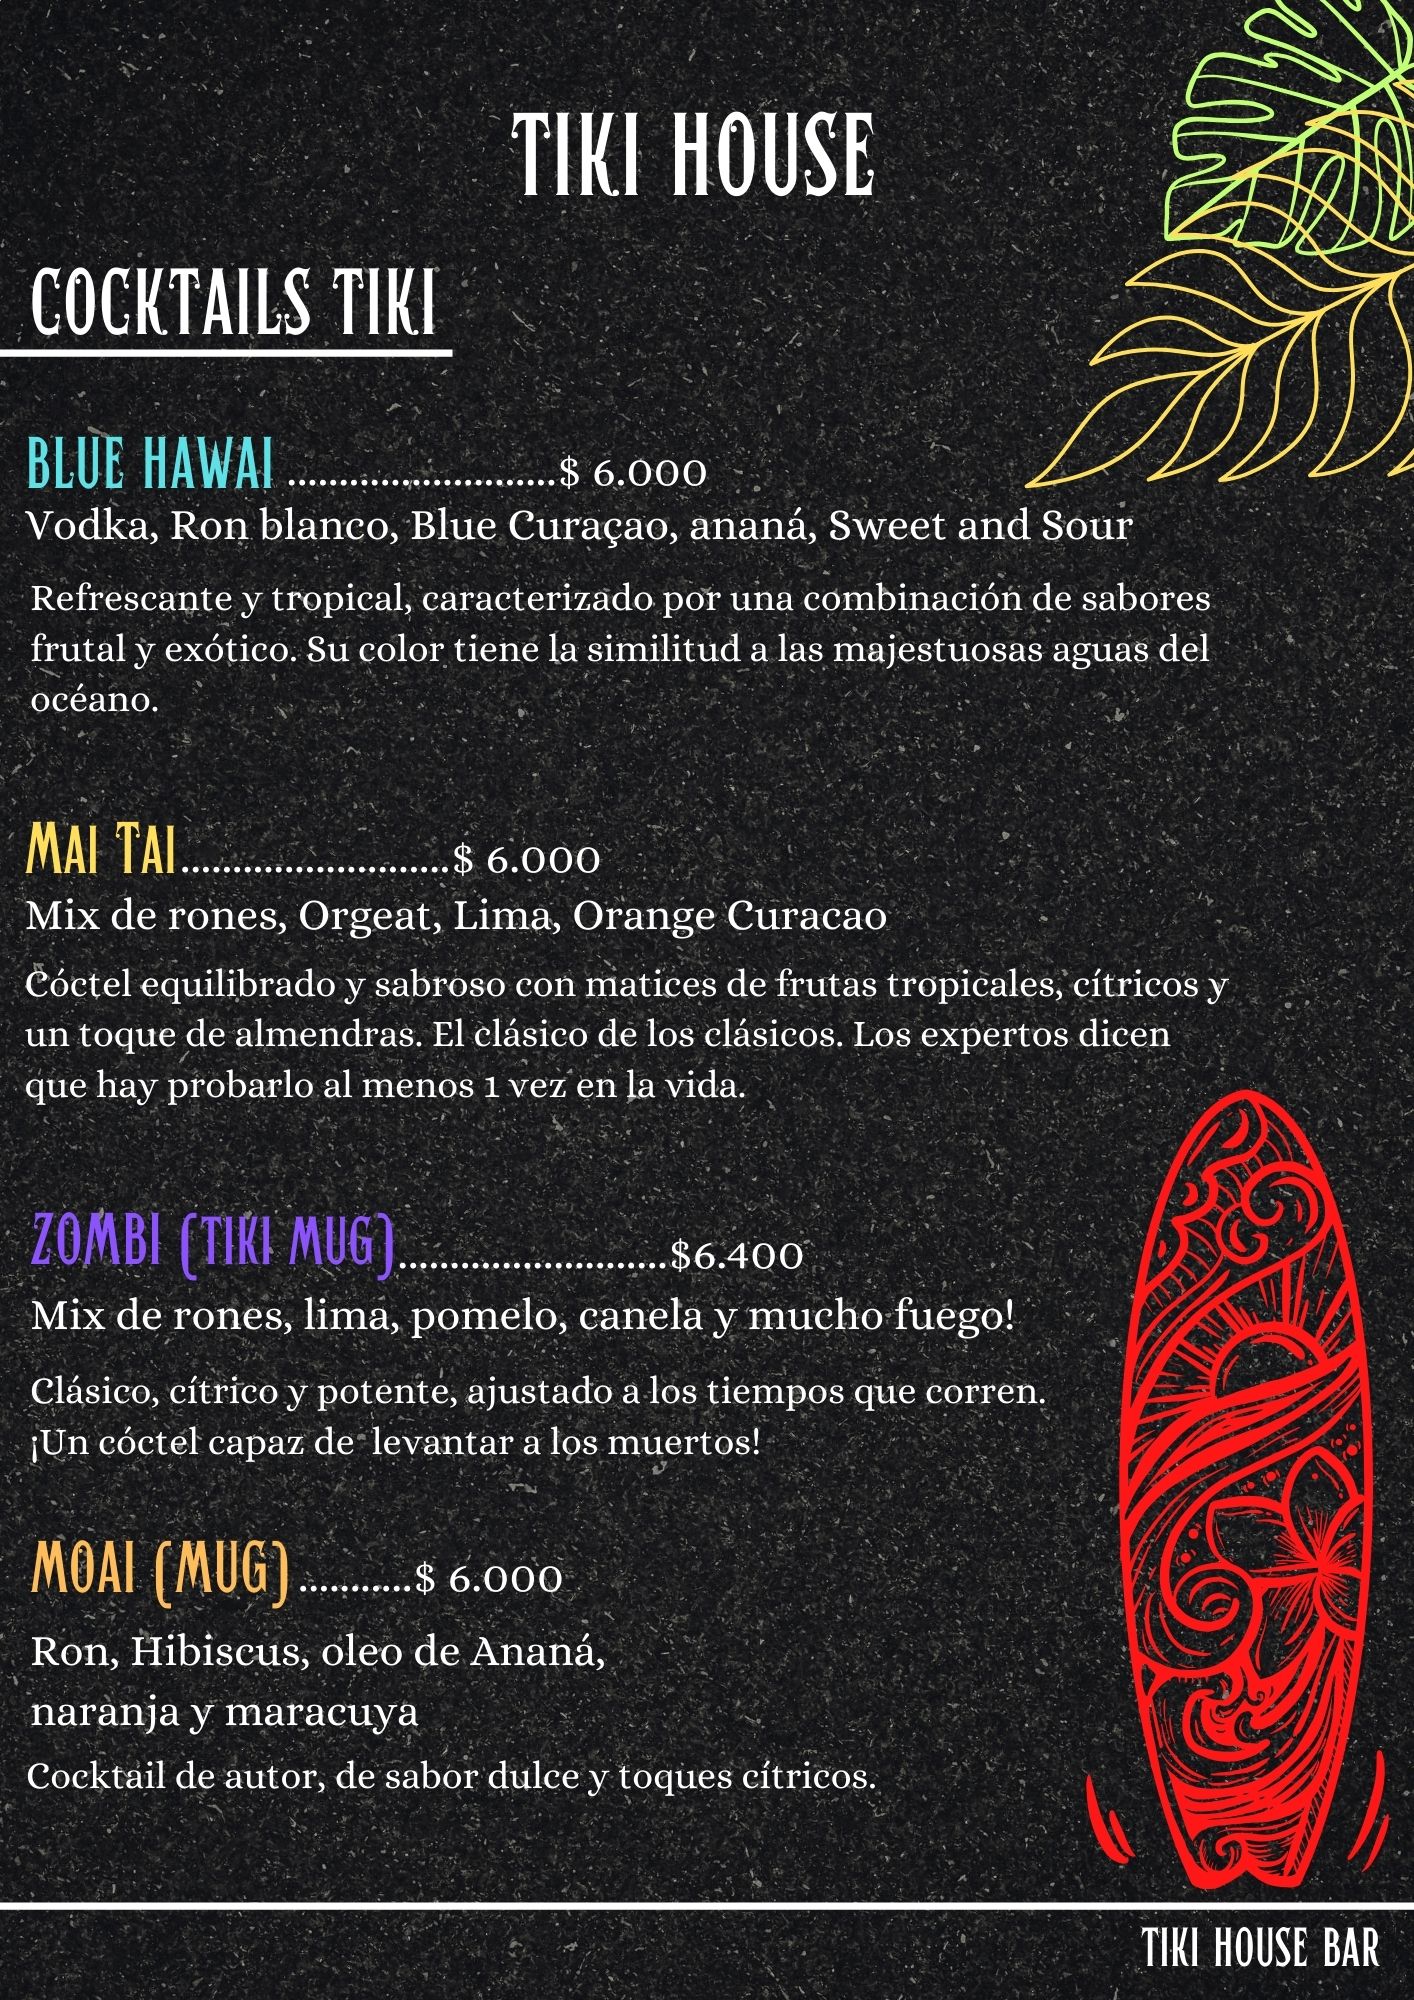 TIKI HOUSE
COCKTAILS TIKI
BLUE HAWAI ..........................$ 6.000
Vodka, Ron blanco, Blue Curaçao, ananá, Sweet and Sour
Refrescante y tropical, caracterizado por una combinación de sabores
frutal y exótico. Su color tiene la similitud a las majestuosas aguas del
océano.
Mai Tai..........................$ 6.000
Mix de rones, Orgeat, Lima, Orange Curacao
Cóctel equilibrado y sabroso con matices de frutas tropicales, cítricos y
un toque de almendras. El clásico de los clásicos. Los expertos dicen
que hay probarlo al menos 1 vez en la vida.
ZOMBI (TIKI MUG)..........................$6.400
Mix de rones, lima, pomelo, canela y mucho fuego!
Clásico, cítrico y potente, ajustado a los tiempos que corren.
¡Un cóctel capaz de  levantar a los muertos!
MOAI (MUG)...........$ 6.000
Ron, Hibiscus, oleo de Ananá,
naranja y maracuya
Cocktail de autor, de sabor dulce y toques cítricos.
TIKI HOUSE BAR